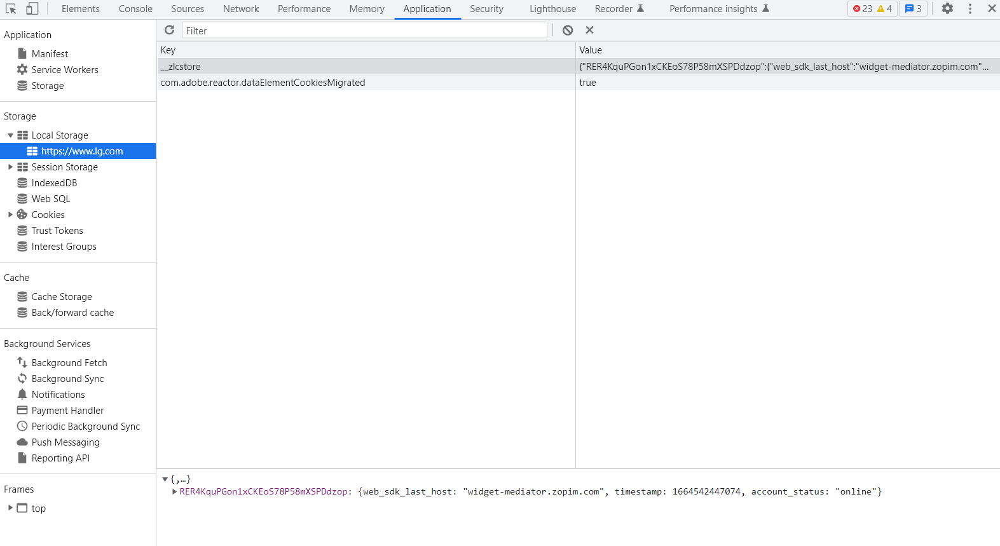 Elements Console Sources Network Performance Memory Application Security Lighthouse Recorder Performance insights 23 4 3
Application
Manifest
Service Workers
Storage
Storage
Local Storage
https://www.lg.com
Session Storage
IndexedDB
Web SQL
Cookies
Trust Tokens
Interest Groups
Cache
Cache Storage
Back/forward cache
Background Services
Background Fetch
Background Sync
Notifications
Payment Handler
Periodic Background Sync
Push Messaging
Reporting API
Frames
top
Filter
Key Value
__zlcstore {"RER4KquPGon1xCKEoS78P58mXSPDdzop":{"web_sdk_last_host":"widget-mediator.zopim.com"...
com.adobe.reactor.dataElementCookiesMigrated true
{,…}
RER4KquPGon1xCKEoS78P58mXSPDdzop: {web_sdk_last_host: "widget-mediator.zopim.com", timestamp: 1664542447074, account_status: "online"}